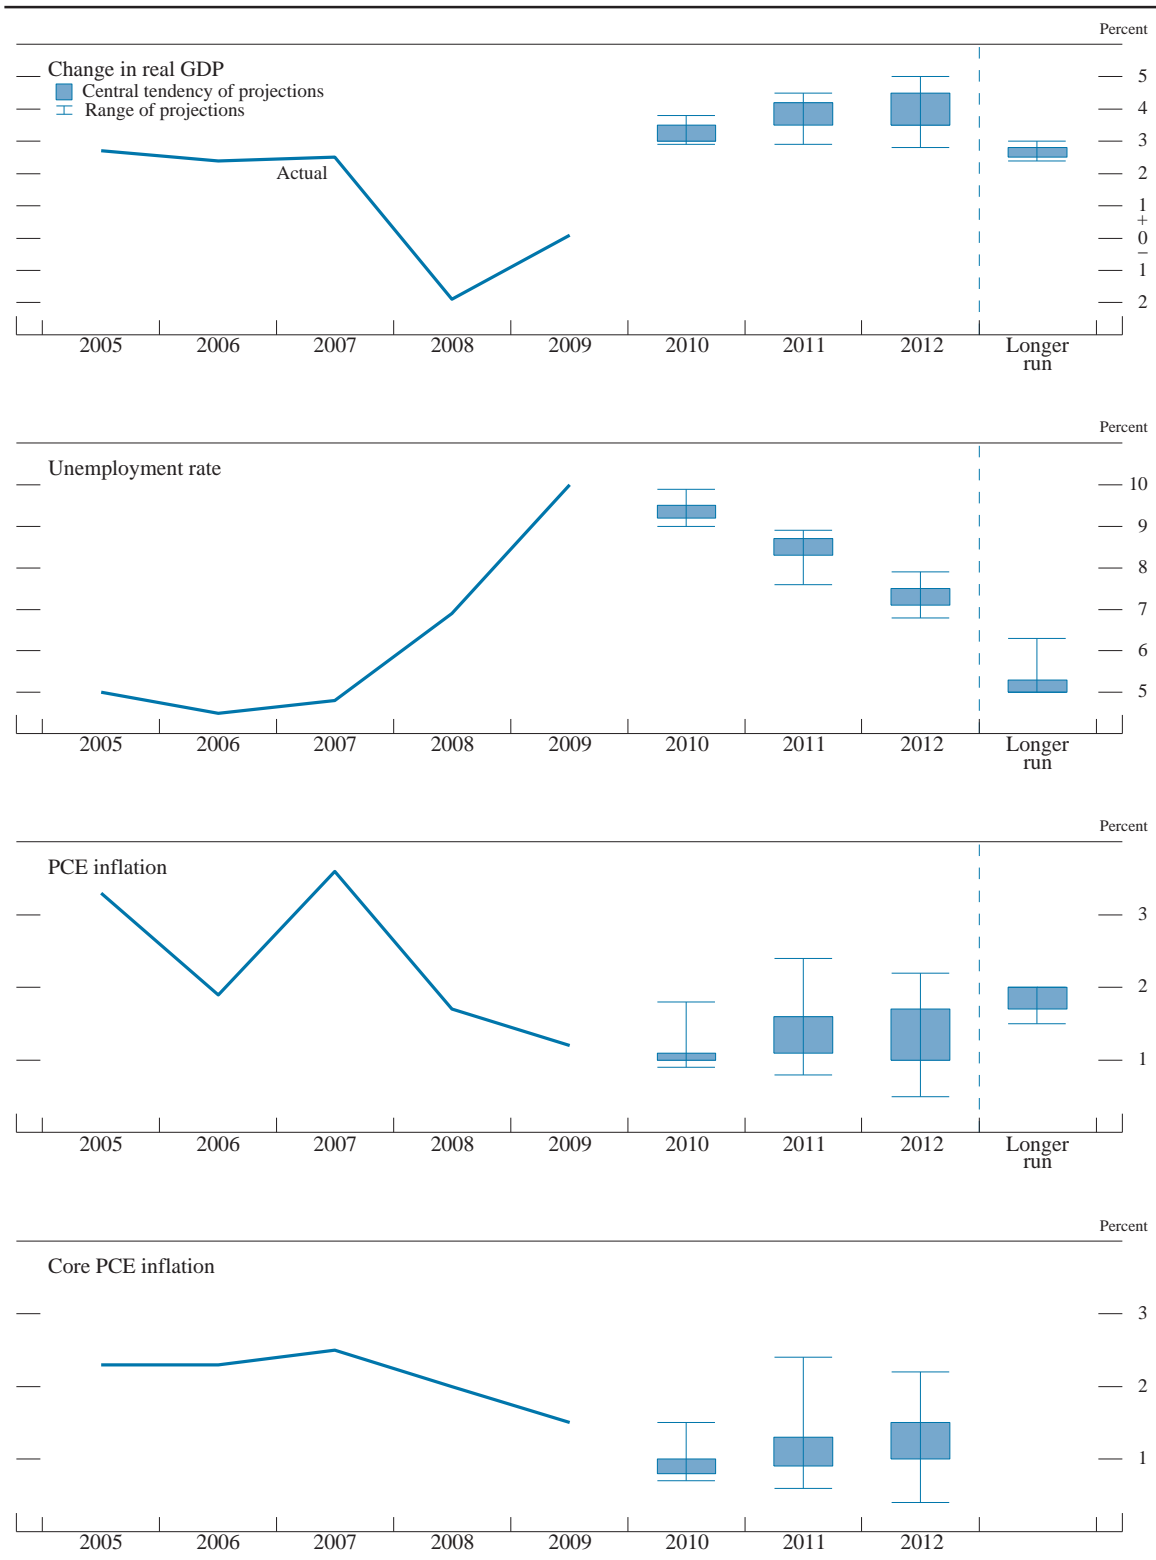 Percent
Change in real GDP
Central tendency of projections
Range of projections
Actual
5
4
3
2
1
+
0
−
1
2
2005 2006 2007 2008 2009 2010 2011 2012 Longer
run
Percent
Unemployment rate
10
9
8
7
6
5
2005 2006 2007 2008 2009 2010 2011 2012 Longer
run
Percent
PCE inflation
3
2
1
2005 2006 2007 2008 2009 2010 2011 2012 Longer
run
Percent
Core PCE inflation
3
2
1
2005 2006 2007 2008 2009 2010 2011 2012